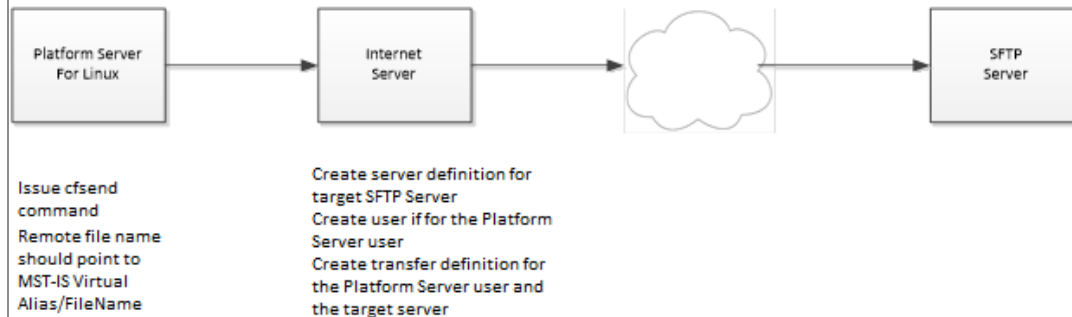 Platform Server
For Linux
Internet
Server
SFTP
Server
Issue cfsend
command
Remote file name
should point to
MST-IS Virtual
Alias/FileName
Create server definition for
target SFTP Server
Create user if for the Platform
Server user
Create transfer definition for
the Platform Server user and
the target server